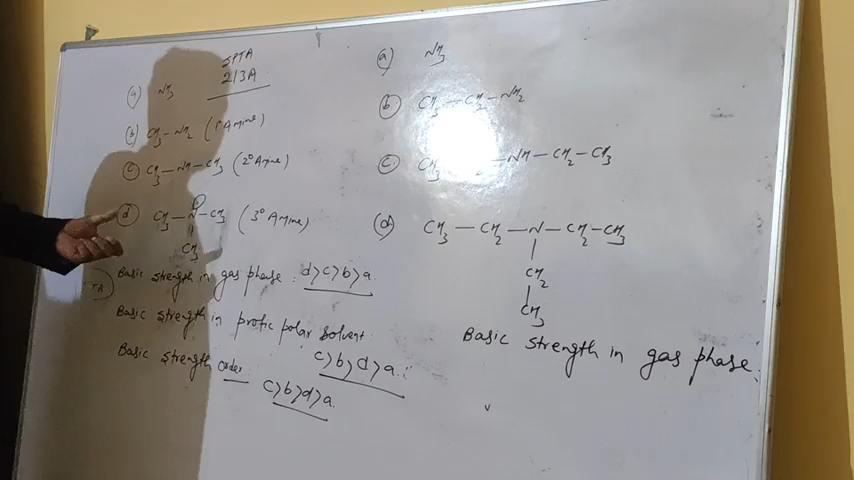 SPTA
213A
(a) NH3
(b) CH3-NH2 (1° Amine)
(c) CH3-NH-CH3 (2° Amine)
(d) CH3-N-CH3 (3° Amine)
CH3
Basic strength in gas phase : d>c>b>a.
Basic strength in protic polar solvent.
c>b>d>a.
Basic strength order
c>b>d>a.
(a) NH3
(b) CH3-CH2-NH2
(c) CH3 -NH-CH2-CH3
(d) CH3-CH2-N-CH2-CH3
CH2
CH3
Basic strength in gas phase :